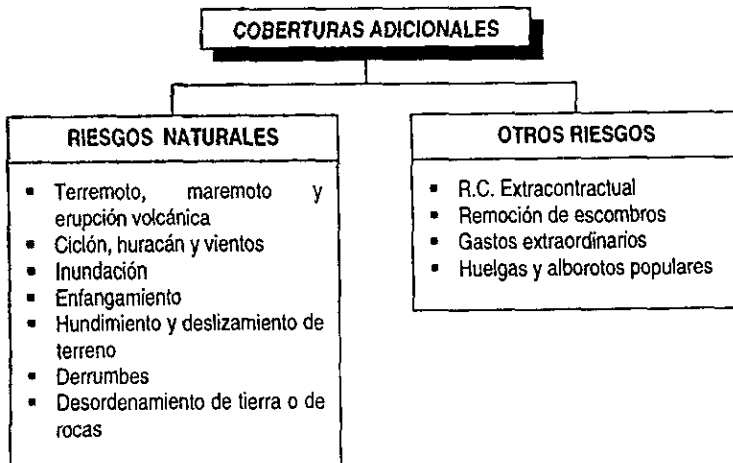 COBERTURAS ADICIONALES
RIESGOS NATURALES
▪ Terremoto, maremoto y
erupción volcánica
▪ Ciclón, huracán y vientos
▪ Inundación
▪ Enfangamiento
▪ Hundimiento y deslizamiento de
terreno
▪ Derrumbes
▪ Desordenamiento de tierra o de
rocas
OTROS RIESGOS
▪ R.C. Extracontractual
▪ Remoción de escombros
▪ Gastos extraordinarios
▪ Huelgas y alborotos populares